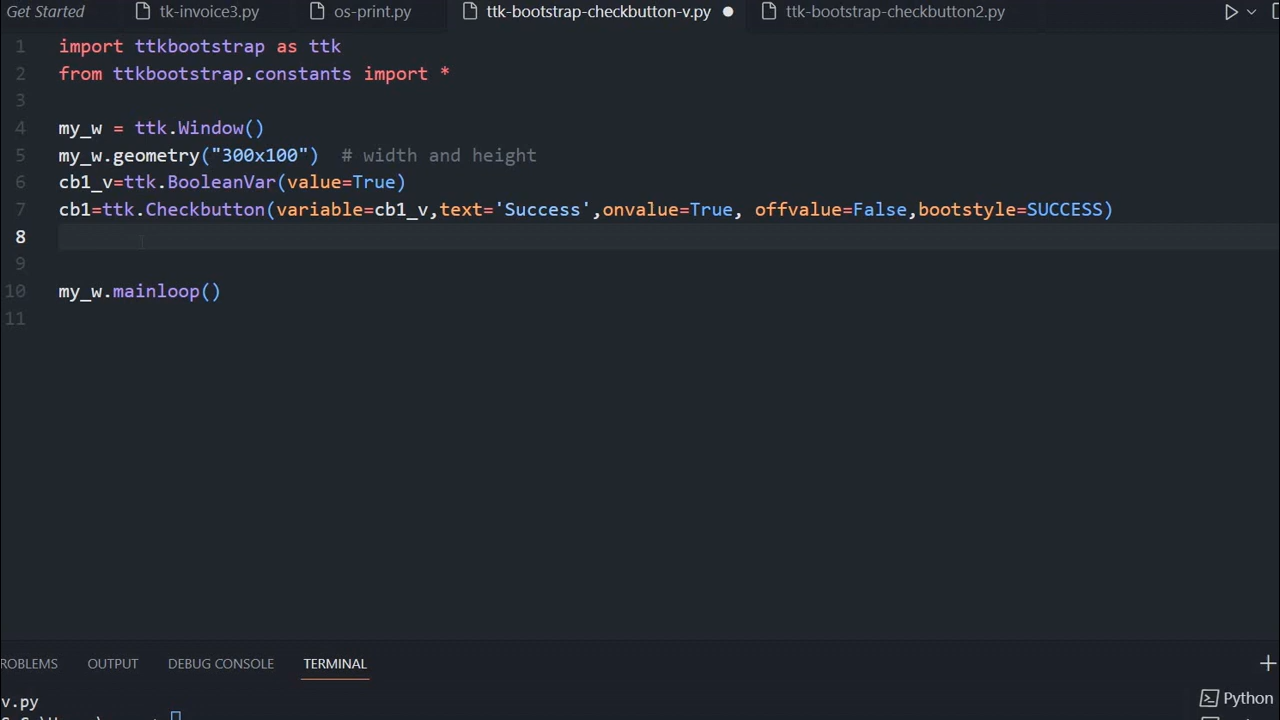 Get Started tk-invoice3.py os-print.py ttk-bootstrap-checkbutton-v.py ttk-bootstrap-checkbutton2.py
1 import ttkbootstrap as ttk
2 from ttkbootstrap.constants import *
3
4 my_w = ttk.Window()
5 my_w.geometry("300x100")  # width and height
6 cb1_v=ttk.BooleanVar(value=True)
7 cb1=ttk.Checkbutton(variable=cb1_v,text='Success',onvalue=True, offvalue=False,bootstyle=SUCCESS)
8
9
10 my_w.mainloop()
11
ROBLEMS OUTPUT DEBUG CONSOLE TERMINAL
v.py
Python